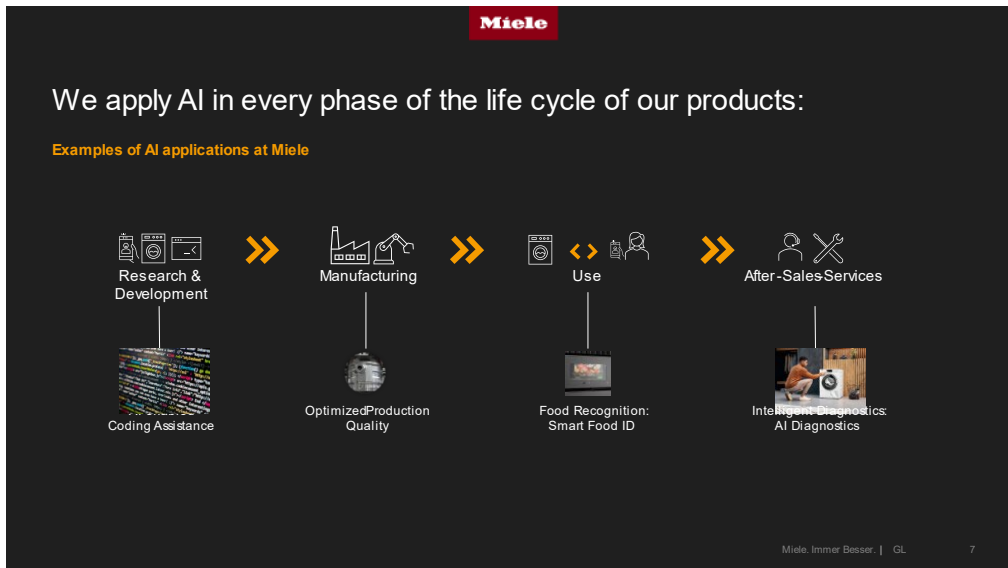 Miele
We apply AI in every phase of the life cycle of our products:
Examples of AI applications at Miele
Research &
Development
Manufacturing
Use
After-Sales-Services
Coding Assistance
Optimized Production
Quality
Food Recognition:
Smart Food ID
Intelligent Diagnostics:
AI Diagnostics
Miele. Immer Besser. | GL 7